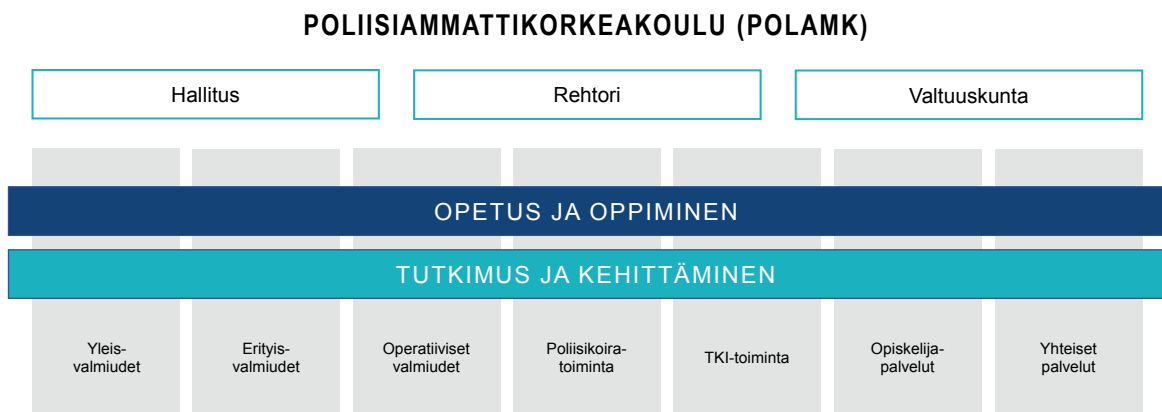 POLIISIAMMATTIKORKEAKOULU (POLAMK)
Hallitus
Rehtori
Valtuuskunta
OPETUS JA OPPIMINEN
TUTKIMUS JA KEHITTÄMINEN
Yleis-
valmiudet
Erityis-
valmiudet
Operatiiviset
valmiudet
Poliisikoira-
toiminta
TKI-toiminta
Opiskelija-
palvelut
Yhteiset
palvelut